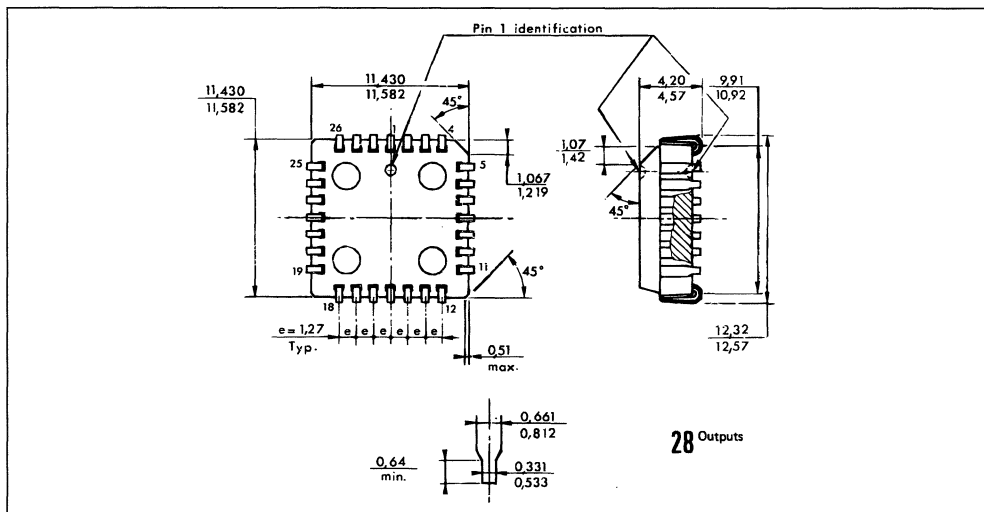 Pin 1 identification
11,430
11,582
11,430
11,582
45°
26
1
4
25
5
1,067
1,219
19
11
45°
18
12
e = 1,27
Typ.
e
e
e
e
e
e
0,51
max.
4,20
4,57
9,91
10,92
1,07
1,42
45°
12,32
12,57
0,661
0,812
0,64
min.
0,331
0,533
28 Outputs